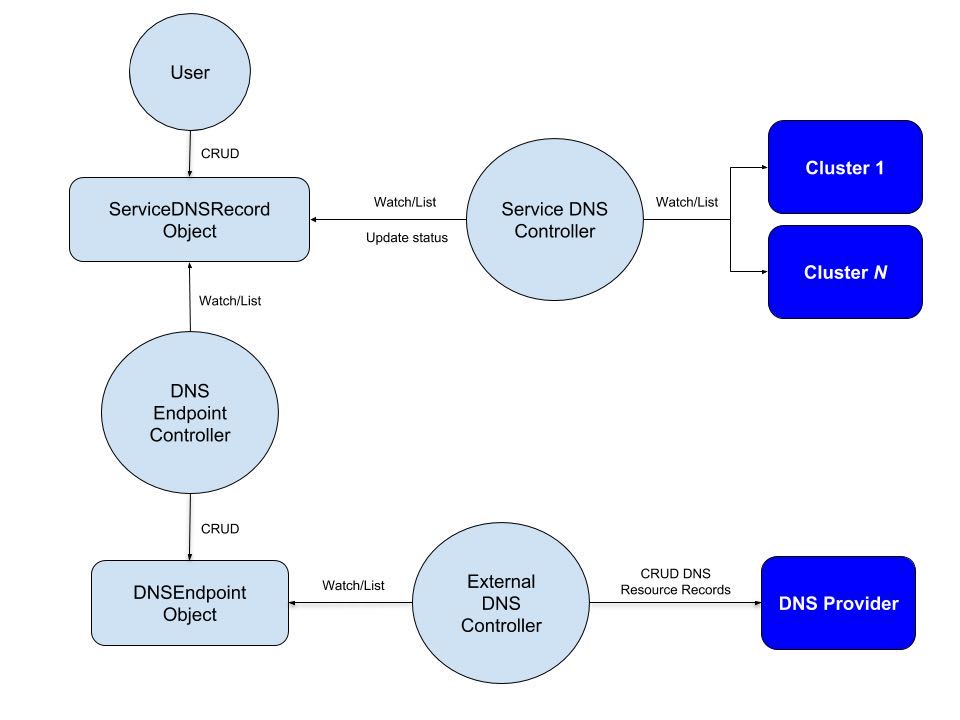 User
CRUD
ServiceDNSRecord
Object
Watch/List
Update status
Service DNS
Controller
Watch/List
Cluster 1
Cluster N
Watch/List
DNS
Endpoint
Controller
CRUD
DNSEndpoint
Object
Watch/List
External
DNS
Controller
CRUD DNS
Resource Records
DNS Provider